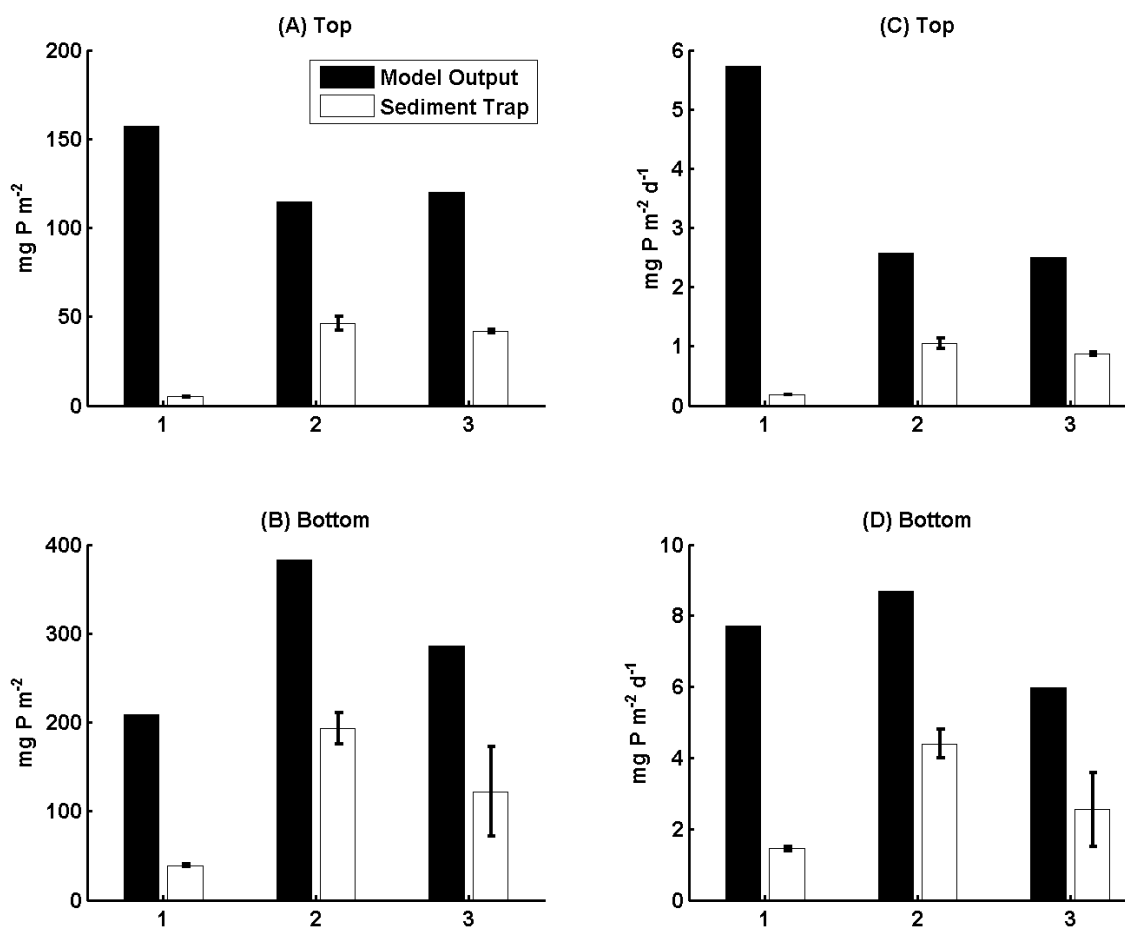 (A) Top
200
150
100
50
0
mg P m⁻²
Model Output
Sediment Trap
1 2 3
(C) Top
6
5
4
3
2
1
0
mg P m⁻² d⁻¹
1 2 3
(B) Bottom
400
300
200
100
0
mg P m⁻²
1 2 3
(D) Bottom
10
8
6
4
2
0
mg P m⁻² d⁻¹
1 2 3